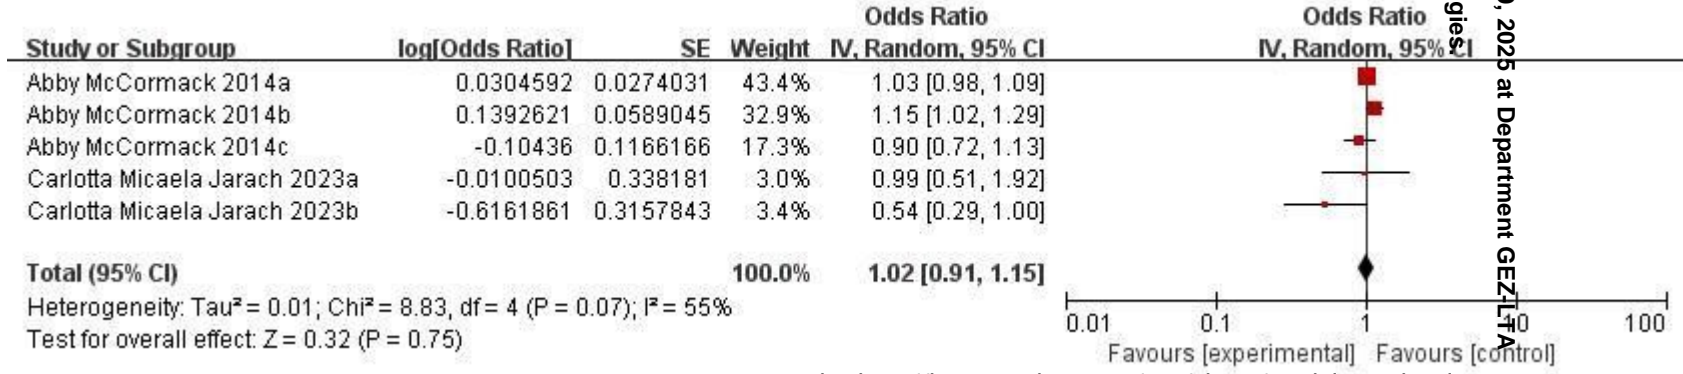 Odds Ratio Odds Ratio
Study or Subgroup log[Odds Ratio] SE Weight IV, Random, 95% CI IV, Random, 95% CI
Abby McCormack 2014a 0.0304592 0.0274031 43.4% 1.03 [0.98, 1.09]
Abby McCormack 2014b 0.1392621 0.0589045 32.9% 1.15 [1.02, 1.29]
Abby McCormack 2014c -0.10436 0.1166166 17.3% 0.90 [0.72, 1.13]
Carlotta Micaela Jarach 2023a -0.0100503 0.338181 3.0% 0.99 [0.51, 1.92]
Carlotta Micaela Jarach 2023b -0.6161861 0.3157843 3.4% 0.54 [0.29, 1.00]
Total (95% CI) 100.0% 1.02 [0.91, 1.15]
Heterogeneity: Tau² = 0.01; Chi² = 8.83, df = 4 (P = 0.07); I² = 55%
Test for overall effect: Z = 0.32 (P = 0.75)
0.01 0.1 1 10 100
Favours [experimental] Favours [control]
, 2025 at Department GEZ-LTA
gies.